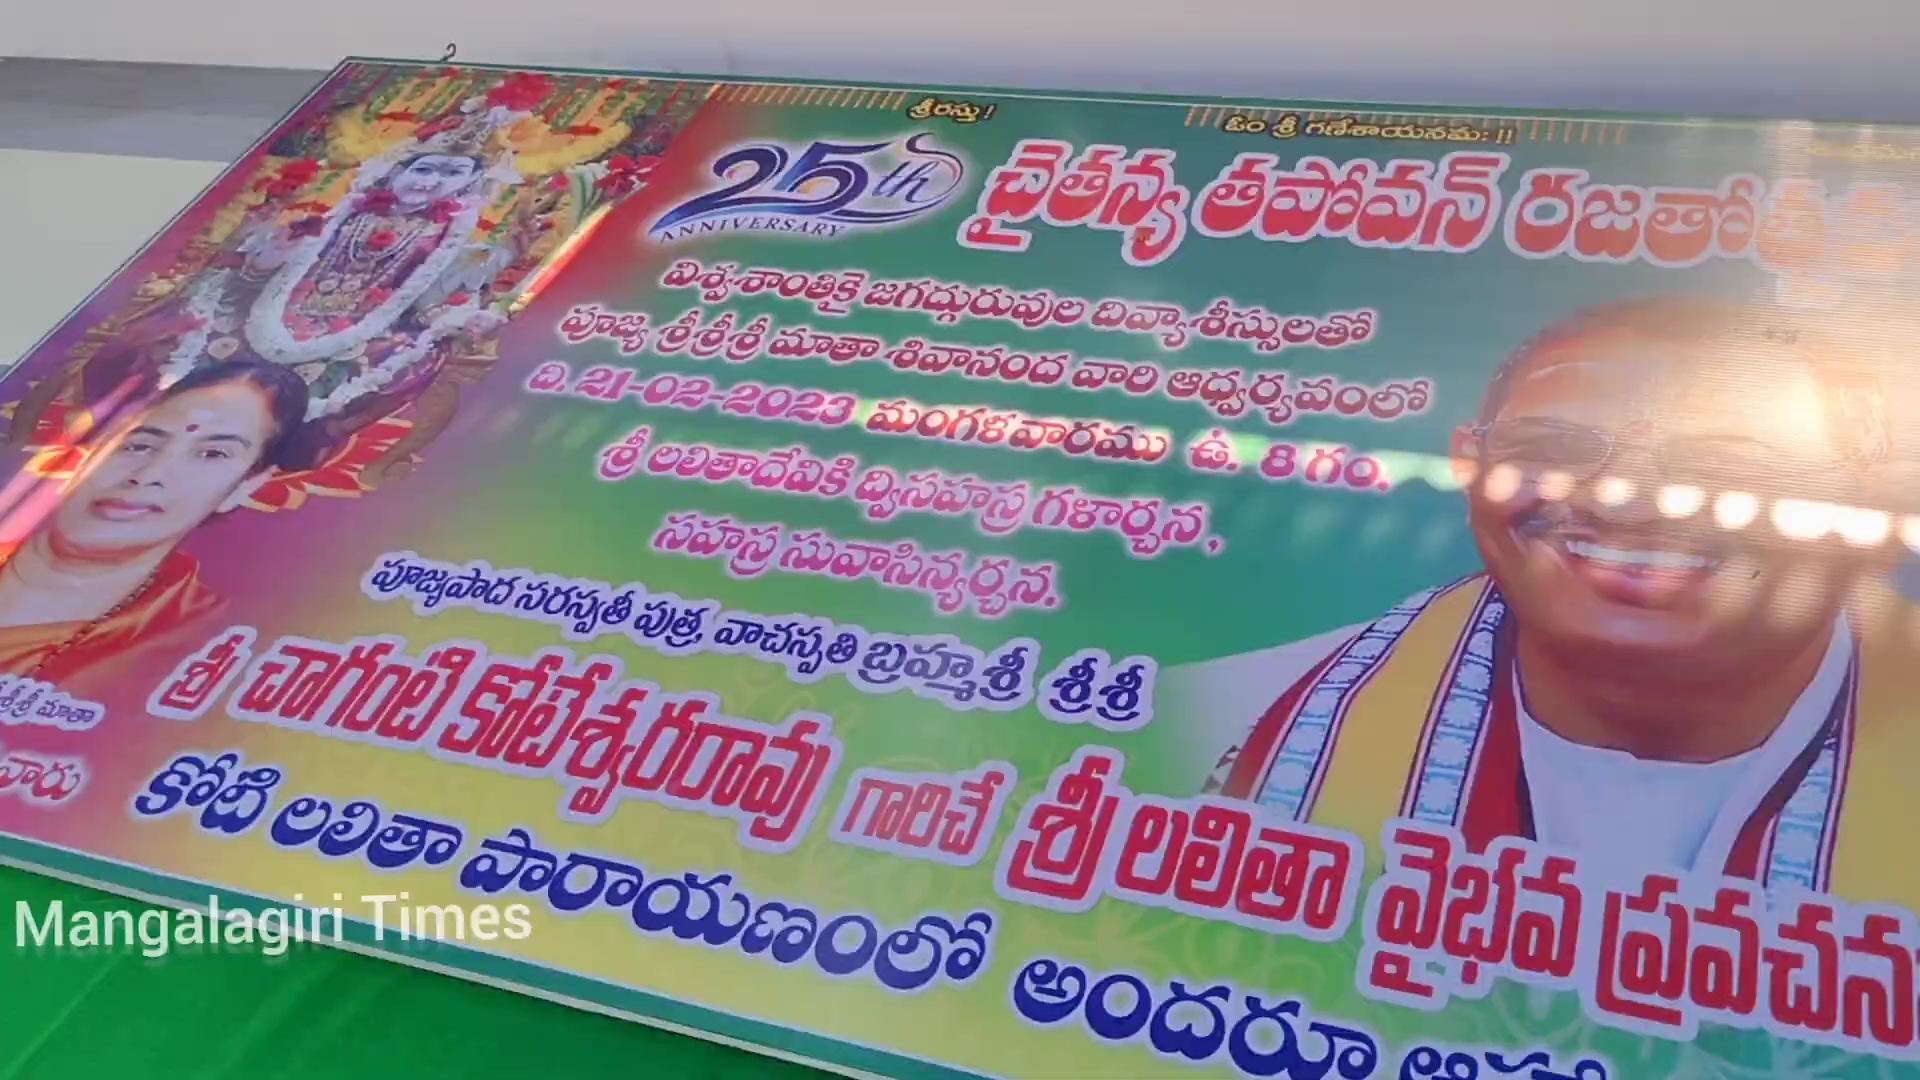 శ్రీరస్తు!
ఓం శ్రీ గణేశాయనమః !!
25th
ANNIVERSARY
చైతన్య తపోవన్
విశ్వశాంతికై జగద్గురువుల దివ్యాశీస్సులతో
పూజ్య శ్రీశ్రీశ్రీ మాతా శివానంద వారి ఆధ్వర్యవంలో
ది. 21-02-2023 మంగళవారము ఉ. 8 గం.
శ్రీ లలితాదేవికి ద్విసహస్ర గళార్చన,
సహస్ర సువాసిన్యర్చన.
పూజ్యపాద సరస్వతీ పుత్ర, వాచస్పతి బ్రహ్మశ్రీ శ్రీశ్రీ
శ్రీ చాగంటి కోటేశ్వరరావు గారిచే శ్రీ లలితా వైభవ ప్రవచన
కోటి లలితా పారాయణంలో అందరూ
శ్రీశ్రీ మాతా
వారు
Mangalagiri Times